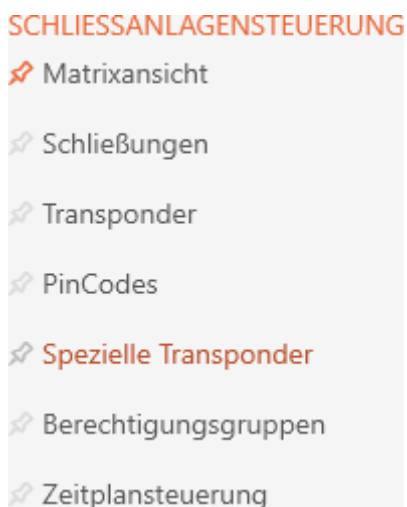 SCHLIESSANLAGENSTEUERUNG
Matrixansicht
Schließungen
Transponder
PinCodes
Spezielle Transponder
Berechtigungsgruppen
Zeitplansteuerung